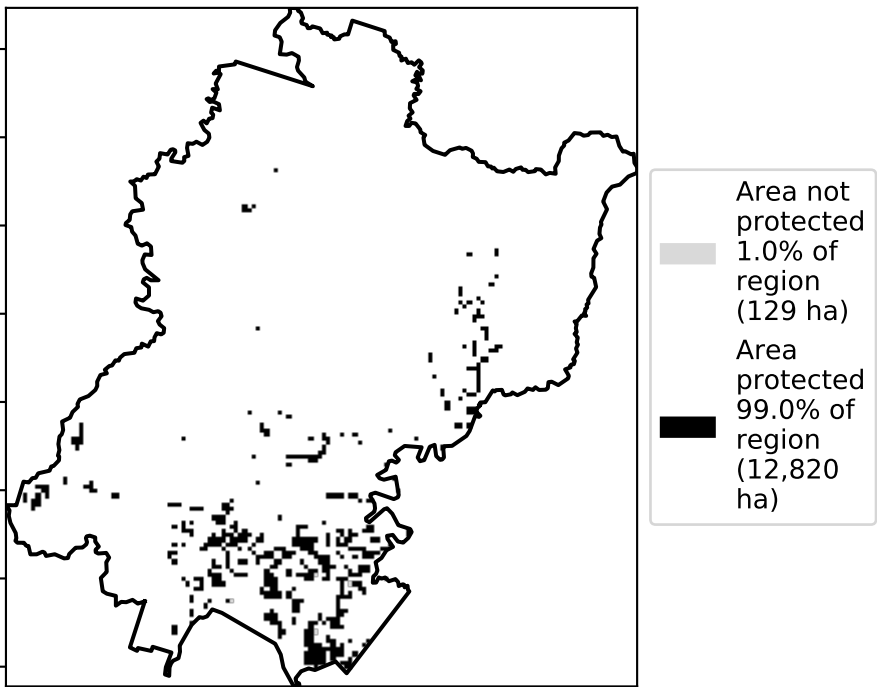 Area not
protected
1.0% of
region
(129 ha)
Area
protected
99.0% of
region
(12,820
ha)